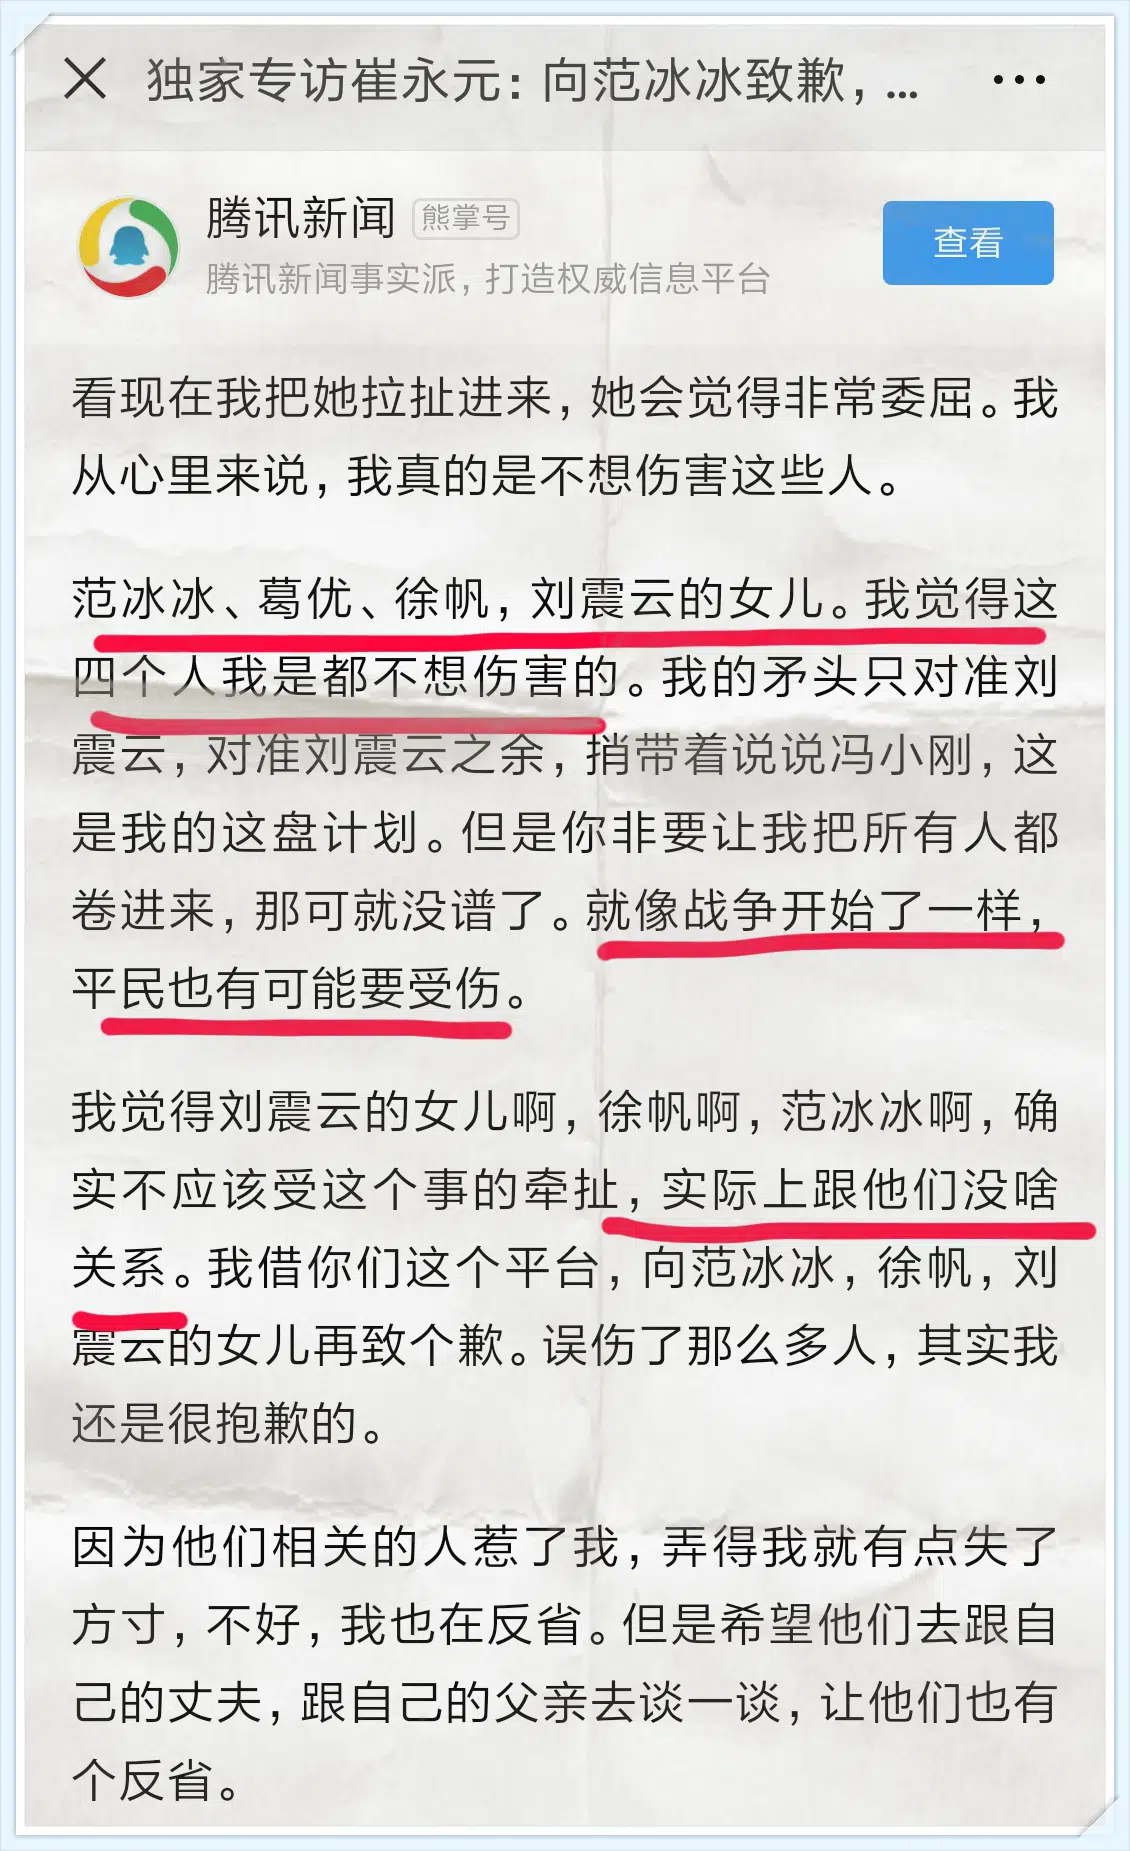 独家专访崔永元：向范冰冰致歉，...
腾讯新闻 熊掌号
腾讯新闻事实派，打造权威信息平台
查看
看现在我把她拉扯进来，她会觉得非常委屈。我
从心里来说，我真的是不想伤害这些人。
范冰冰、葛优、徐帆，刘震云的女儿。我觉得这
四个人我是都不想伤害的。我的矛头只对准刘
震云，对准刘震云之余，捎带着说说冯小刚，这
是我的这盘计划。但是你非要让我把所有人都
卷进来，那可就没谱了。就像战争开始了一样，
平民也有可能要受伤。
我觉得刘震云的女儿啊，徐帆啊，范冰冰啊，确
实不应该受这个事的牵扯，实际上跟他们没啥
关系。我借你们这个平台，向范冰冰，徐帆，刘
震云的女儿再致个歉。误伤了那么多人，其实我
还是很抱歉的。
因为他们相关的人惹了我，弄得我就有点失了
方寸，不好，我也在反省。但是希望他们去跟自
己的丈夫，跟自己的父亲去谈一谈，让他们也有
个反省。